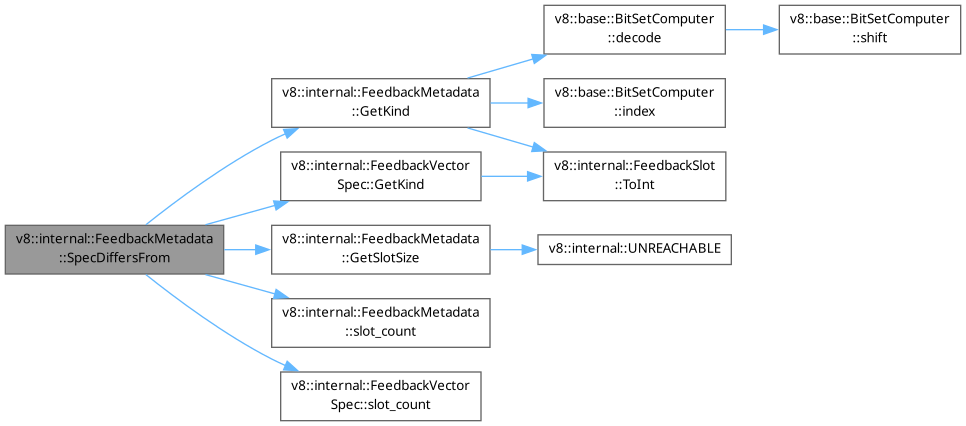 v8::internal::FeedbackMetadata
::SpecDiffersFrom
v8::internal::FeedbackMetadata
::GetKind
v8::base::BitSetComputer
::decode
v8::base::BitSetComputer
::shift
v8::base::BitSetComputer
::index
v8::internal::FeedbackSlot
::ToInt
v8::internal::FeedbackVector
Spec::GetKind
v8::internal::FeedbackMetadata
::GetSlotSize
v8::internal::UNREACHABLE
v8::internal::FeedbackMetadata
::slot_count
v8::internal::FeedbackVector
Spec::slot_count